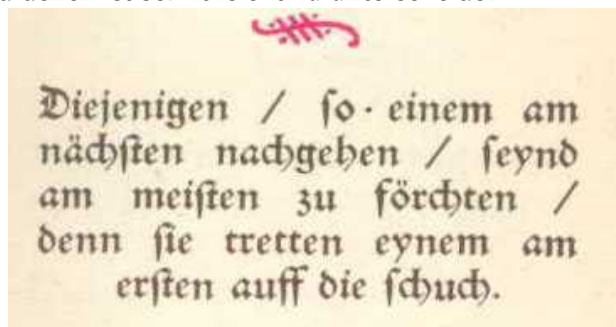 Diejenigen / ſo · einem am
nächſten nachgehen / ſeynd
am meiſten zu förchten /
denn ſie tretten eynem am
erſten auff die ſchuch.